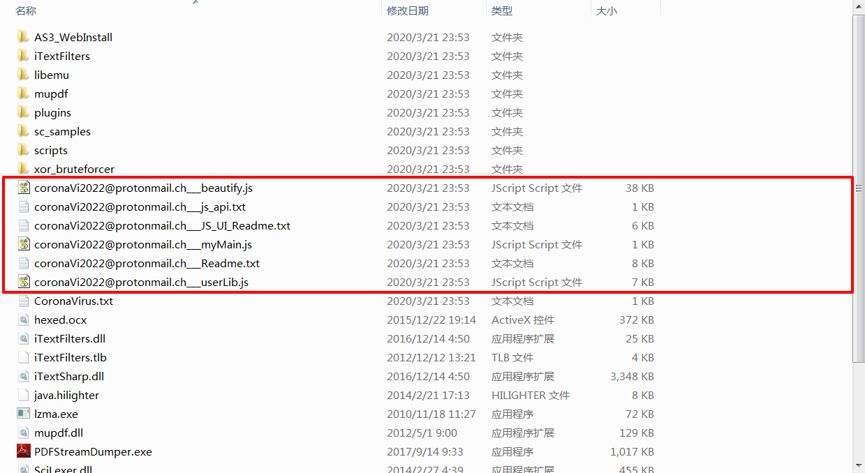 名称 修改日期 类型 大小
AS3_WebInstall 2020/3/21 23:53 文件夹
iTextFilters 2020/3/21 23:53 文件夹
libemu 2020/3/21 23:53 文件夹
mupdf 2020/3/21 23:53 文件夹
plugins 2020/3/21 23:53 文件夹
sc_samples 2020/3/21 23:53 文件夹
scripts 2020/3/21 23:53 文件夹
xor_bruteforcer 2020/3/21 23:53 文件夹
coronaVi2022@protonmail.ch___beautify.js 2020/3/21 23:53 JScript Script 文件 38 KB
coronaVi2022@protonmail.ch___js_api.txt 2020/3/21 23:53 文本文档 1 KB
coronaVi2022@protonmail.ch___JS_UI_Readme.txt 2020/3/21 23:53 文本文档 6 KB
coronaVi2022@protonmail.ch___myMain.js 2020/3/21 23:53 JScript Script 文件 1 KB
coronaVi2022@protonmail.ch___Readme.txt 2020/3/21 23:53 文本文档 8 KB
coronaVi2022@protonmail.ch___userLib.js 2020/3/21 23:53 JScript Script 文件 7 KB
CoronaVirus.txt 2020/3/21 23:53 文本文档 1 KB
hexed.ocx 2015/12/22 19:14 ActiveX 控件 372 KB
iTextFilters.dll 2016/12/14 4:50 应用程序扩展 25 KB
iTextFilters.tlb 2012/12/12 13:21 TLB 文件 4 KB
iTextSharp.dll 2016/12/14 4:50 应用程序扩展 3,348 KB
java.hilighter 2014/2/21 17:13 HILIGHTER 文件 8 KB
lzma.exe 2010/11/18 11:27 应用程序 72 KB
mupdf.dll 2012/5/1 9:00 应用程序扩展 129 KB
PDFStreamDumper.exe 2017/9/14 9:33 应用程序 1,017 KB
SciLexer.dll 2014/2/27 4:39 应用程序扩展 455 KB